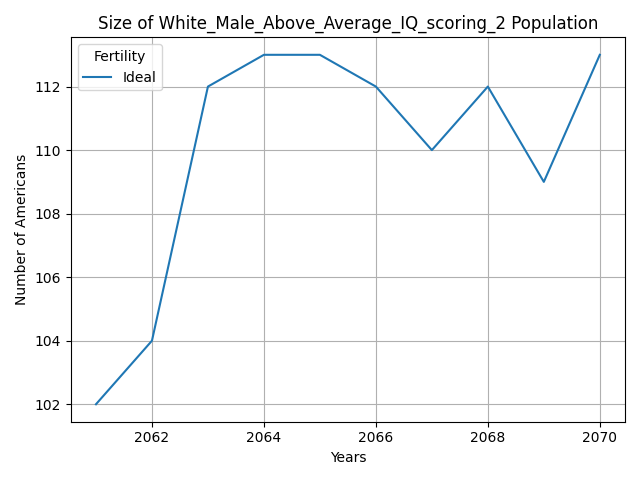 Size of White_Male_Above_Average_IQ_scoring_2 Population
Fertility
Ideal
112
110
108
106
104
102
Number of Americans
2062
2064
2066
2068
2070
Years